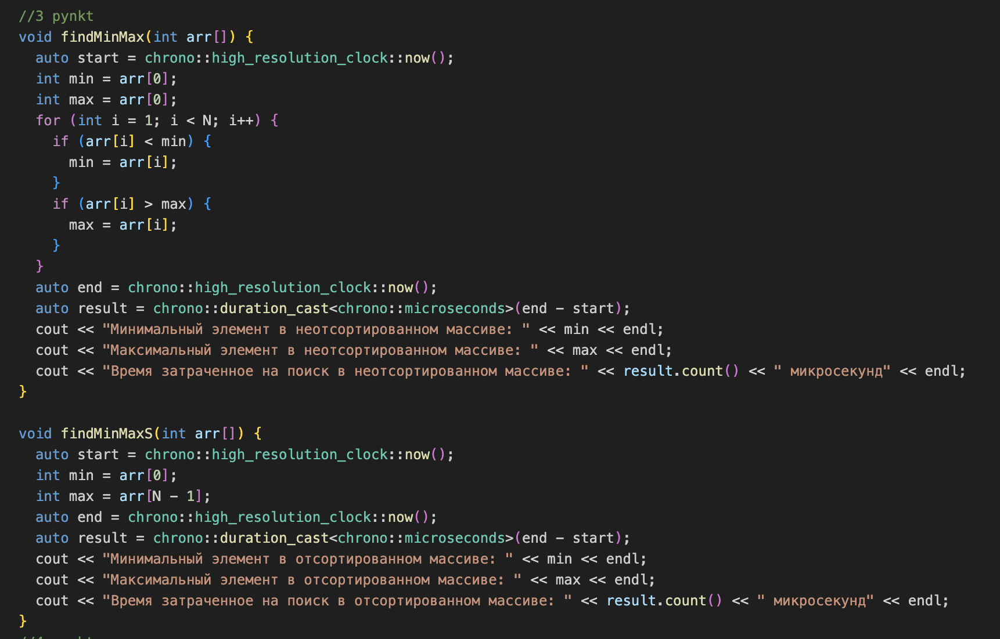 //3 pynkt
void findMinMax(int arr[]) {
  auto start = chrono::high_resolution_clock::now();
  int min = arr[0];
  int max = arr[0];
  for (int i = 1; i < N; i++) {
    if (arr[i] < min) {
      min = arr[i];
    }
    if (arr[i] > max) {
      max = arr[i];
    }
  }
  auto end = chrono::high_resolution_clock::now();
  auto result = chrono::duration_cast<chrono::microseconds>(end - start);
  cout << "Минимальный элемент в неотсортированном массиве: " << min << endl;
  cout << "Максимальный элемент в неотсортированном массиве: " << max << endl;
  cout << "Время затраченное на поиск в неотсортированном массиве: " << result.count() << " микросекунд" << endl;
}

void findMinMaxS(int arr[]) {
  auto start = chrono::high_resolution_clock::now();
  int min = arr[0];
  int max = arr[N - 1];
  auto end = chrono::high_resolution_clock::now();
  auto result = chrono::duration_cast<chrono::microseconds>(end - start);
  cout << "Минимальный элемент в отсортированном массиве: " << min << endl;
  cout << "Максимальный элемент в отсортированном массиве: " << max << endl;
  cout << "Время затраченное на поиск в отсортированном массиве: " << result.count() << " микросекунд" << endl;
}